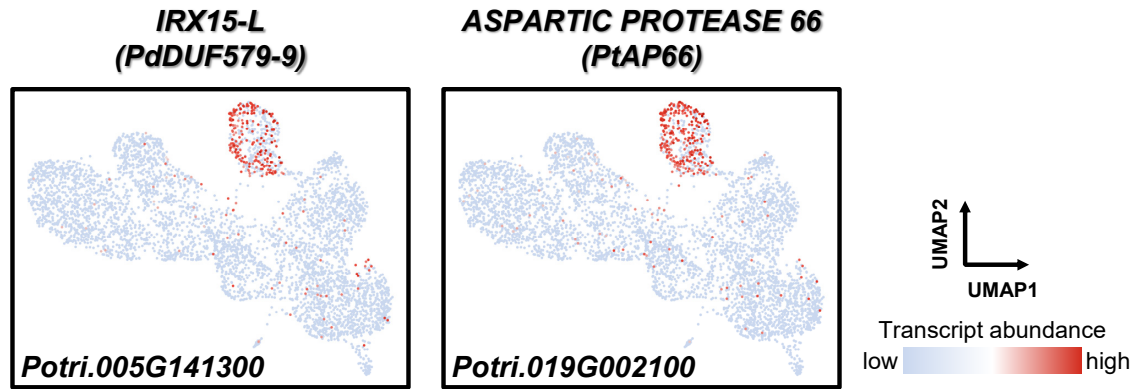 IRX15-L
(PdDUF579-9)
ASPARTIC PROTEASE 66
(PtAP66)
Potri.005G141300
Potri.019G002100
UMAP2
UMAP1
Transcript abundance
low high